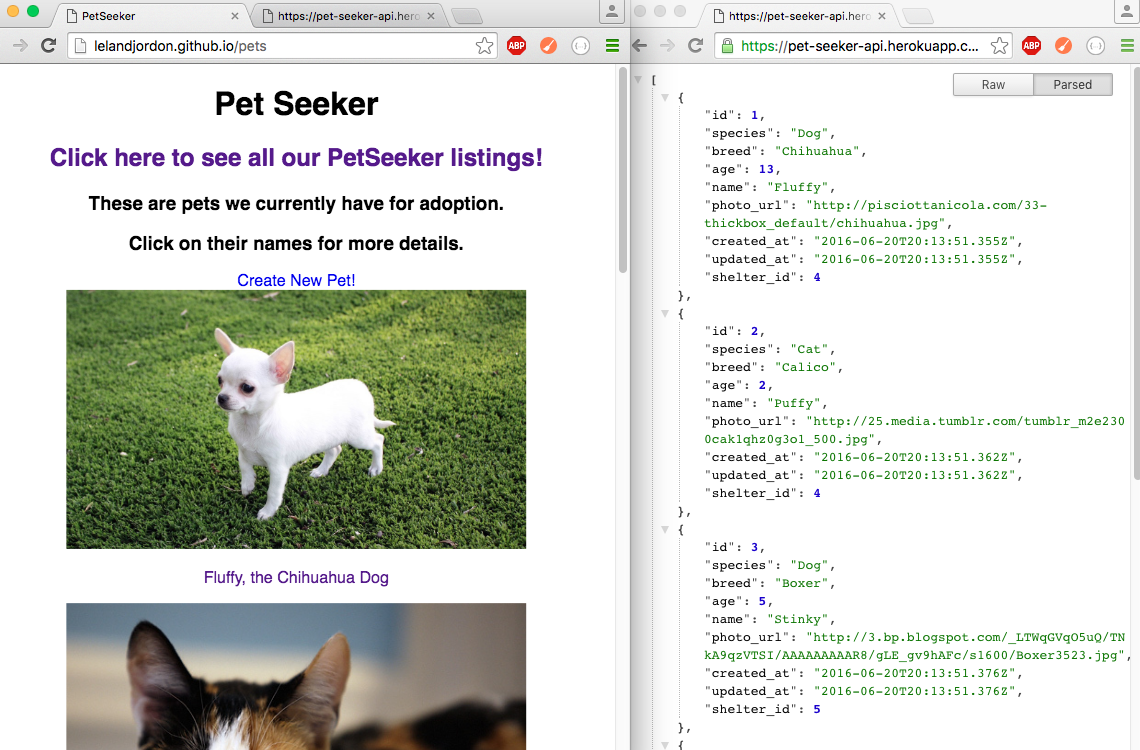 PetSeeker
https://pet-seeker-api.hero
lelandjordon.github.io/pets
ABP
Pet Seeker
Click here to see all our PetSeeker listings!
These are pets we currently have for adoption.
Click on their names for more details.
Create New Pet!
Fluffy, the Chihuahua Dog
https://pet-seeker-api.hero
https://pet-seeker-api.herokuapp.c...
ABP
Raw
Parsed
[
{
"id": 1,
"species": "Dog",
"breed": "Chihuahua",
"age": 13,
"name": "Fluffy",
"photo_url": "http://pisciottanicola.com/33-
thickbox_default/chihuahua.jpg",
"created_at": "2016-06-20T20:13:51.355Z",
"updated_at": "2016-06-20T20:13:51.355Z",
"shelter_id": 4
},
{
"id": 2,
"species": "Cat",
"breed": "Calico",
"age": 2,
"name": "Puffy",
"photo_url": "http://25.media.tumblr.com/tumblr_m2e230
0cak1qhz0g3o1_500.jpg",
"created_at": "2016-06-20T20:13:51.362Z",
"updated_at": "2016-06-20T20:13:51.362Z",
"shelter_id": 4
},
{
"id": 3,
"species": "Dog",
"breed": "Boxer",
"age": 5,
"name": "Stinky",
"photo_url": "http://3.bp.blogspot.com/_LTWqGVqO5uQ/TN
kA9qzVTSI/AAAAAAAAAR8/gLE_gv9hAFc/s1600/Boxer3523.jpg",
"created_at": "2016-06-20T20:13:51.376Z",
"updated_at": "2016-06-20T20:13:51.376Z",
"shelter_id": 5
},
{